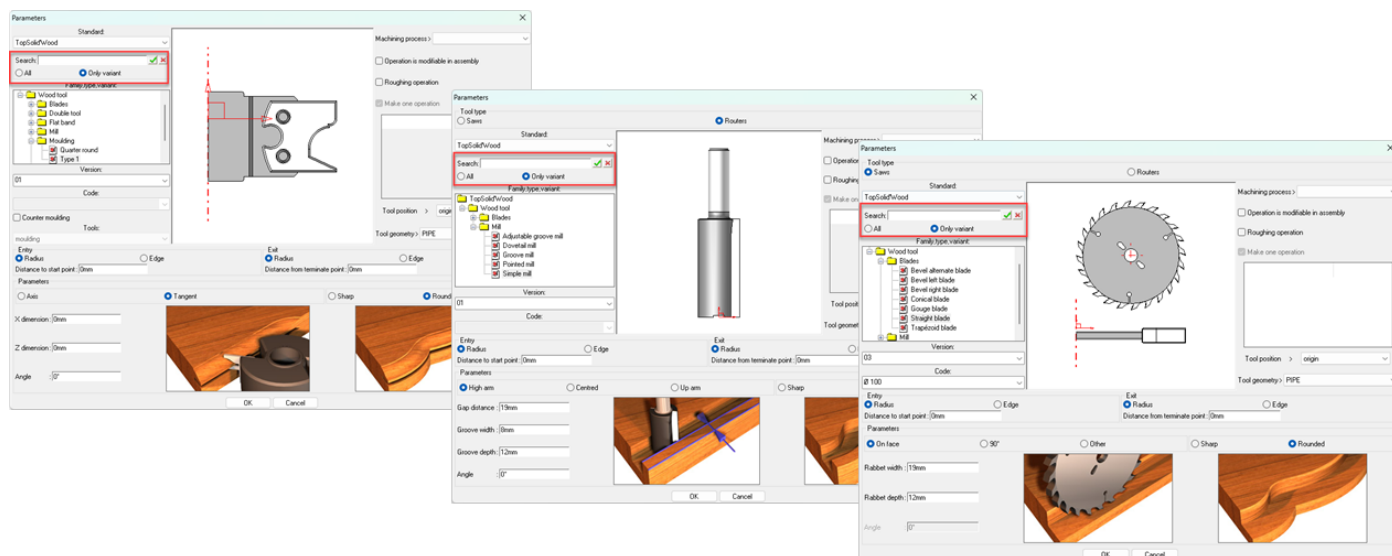 Parameters
Standard:
TopSolid'Wood
Search:
All
Only variant
Family,type,variant:
Wood tool
Blades
Double tool
Flat band
Mill
Moulding
Quarter round
Type 1
Version:
01
Code:
Counter moulding
Tools:
moulding
Machining process >
Operation is modifiable in assembly
Roughing operation
Make one operation
Entry
Radius
Edge
Distance to start point : 0mm
Exit
Radius
Edge
Distance from terminate point : 0mm
Parameters
Axis
Tangent
Sharp
X dimension : 0mm
Z dimension : 0mm
Angle : 0°
OK
Cancel
Parameters
Tool type
Saws
Routers
Standard:
TopSolid'Wood
Search:
All
Only variant
Family,type,variant:
TopSolid'Wood
Wood tool
Blades
Mill
Adjustable groove mill
Dovetail mill
Groove mill
Pointed mill
Simple mill
Version:
01
Code:
Tool position >
Tool geometry > PIPE
Entry
Radius
Edge
Distance to start point : 0mm
Exit
Radius
Distance from terminate point : 0mm
Parameters
High arm
Centred
Up arm
Sharp
Gap distance : 19mm
Groove width : 8mm
Groove depth : 12mm
Angle : 0°
OK
Cancel
Parameters
Tool type
Saws
Routers
Standard:
TopSolid'Wood
Search:
All
Only variant
Family,type,variant:
Wood tool
Blades
Bevel alternate blade
Bevel left blade
Bevel right blade
Conical blade
Gouge blade
Straight blade
Trapézoid blade
Mill
Version:
03
Code:
Ø 100
Machining process >
Operation is modifiable in assembly
Roughing operation
Make one operation
Tool position > origin
Tool geometry > PIPE
Entry
Radius
Edge
Distance to start point : 0mm
Exit
Radius
Edge
Distance from terminate point : 0mm
Parameters
On face
90°
Other
Sharp
Rounded
Rabbet width : 19mm
Rabbet depth : 12mm
Angle : 0°
OK
Cancel